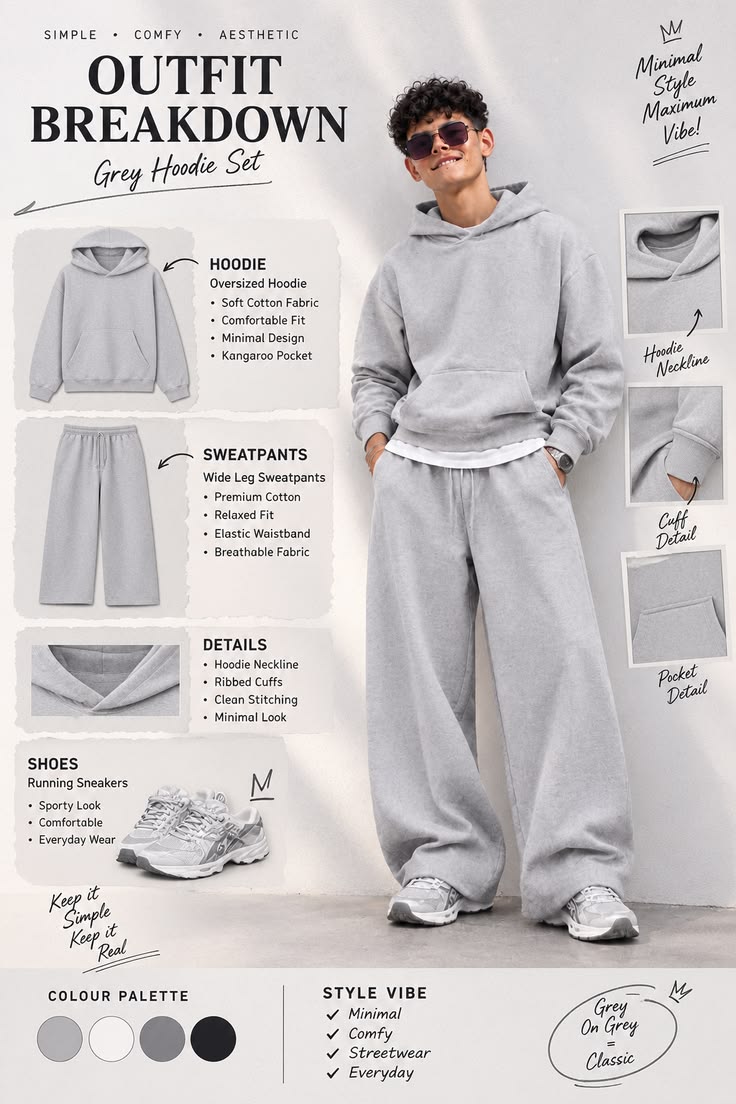 SIMPLE • COMFY • AESTHETIC
OUTFIT
BREAKDOWN
Grey Hoodie Set
Minimal
Style
Maximum
Vibe!
HOODIE
Oversized Hoodie
• Soft Cotton Fabric
• Comfortable Fit
• Minimal Design
• Kangaroo Pocket
Hoodie
Neckline
SWEATPANTS
Wide Leg Sweatpants
• Premium Cotton
• Relaxed Fit
• Elastic Waistband
• Breathable Fabric
Cuff
Detail
DETAILS
• Hoodie Neckline
• Ribbed Cuffs
• Clean Stitching
• Minimal Look
Pocket
Detail
SHOES
Running Sneakers
• Sporty Look
• Comfortable
• Everyday Wear
Keep it
Simple
Keep it
Real
COLOUR PALETTE
STYLE VIBE
✓ Minimal
✓ Comfy
✓ Streetwear
✓ Everyday
Grey
On Grey
=
Classic